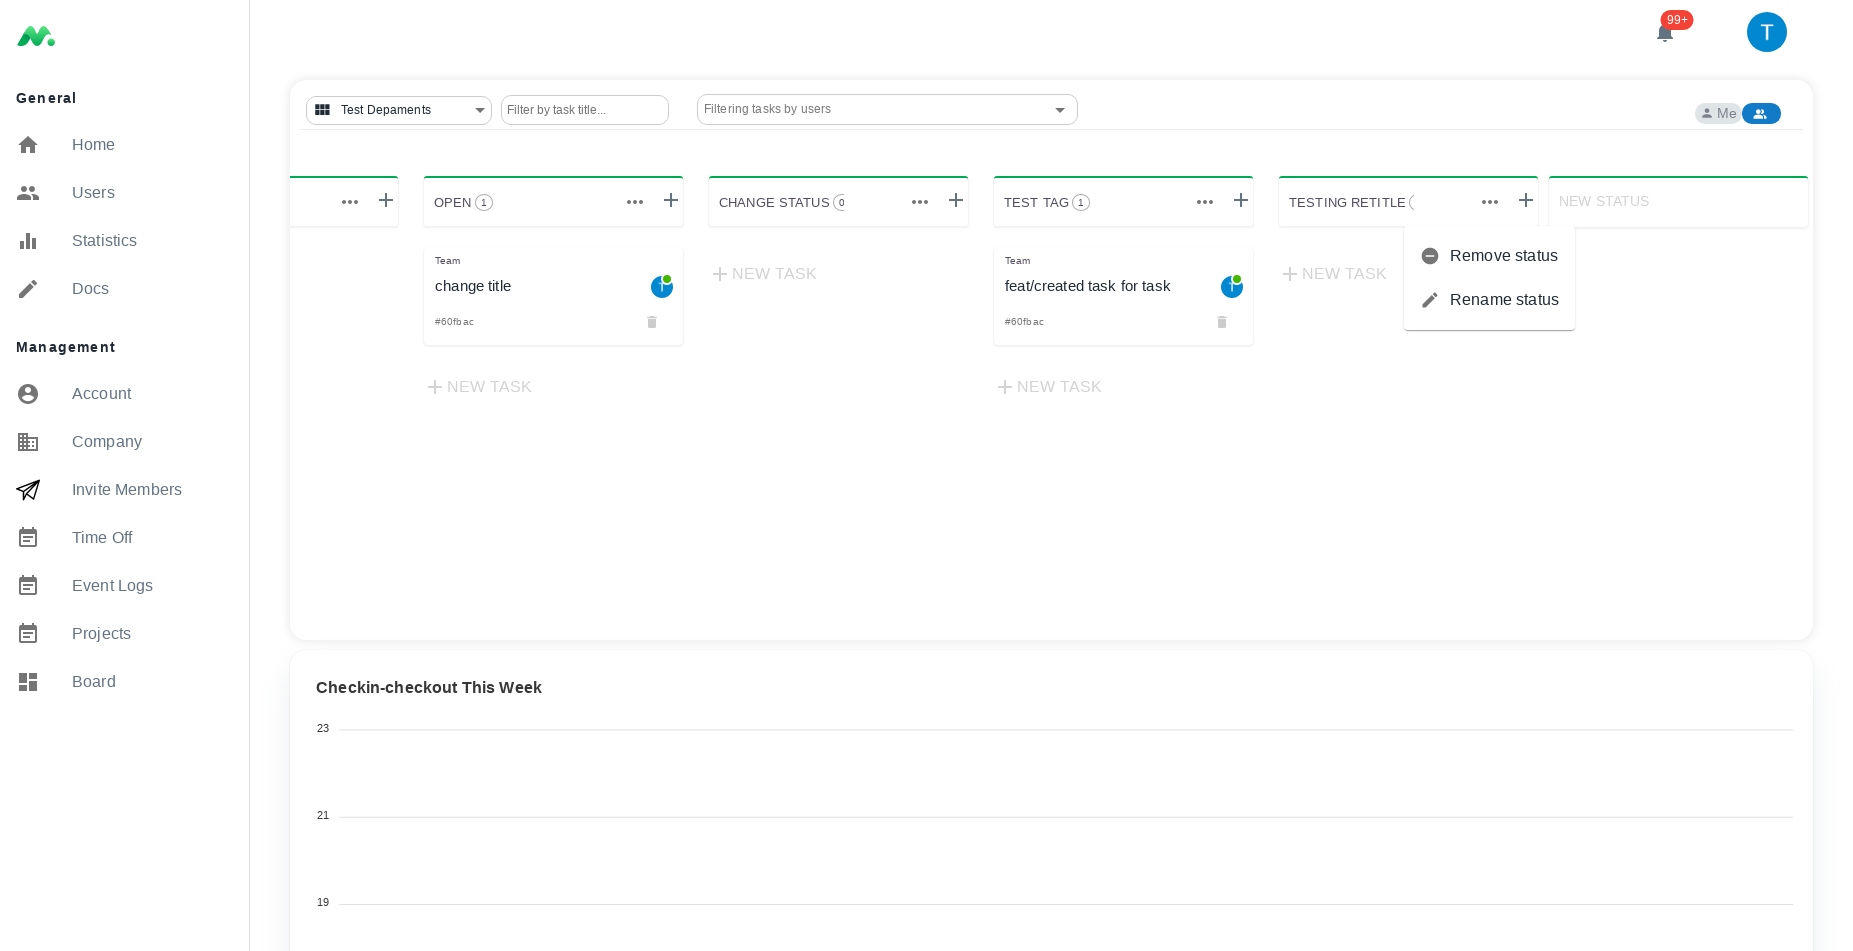 General
Home
Users
Statistics
Docs
Management
Account
Company
Invite Members
Time Off
Event Logs
Projects
Board
99+
T
Test Depaments
Filter by task title...
Filtering tasks by users
Me
OPEN 1
CHANGE STATUS 0
TEST TAG 1
TESTING RETITLE
NEW STATUS
Team
change title
T
#60fbac
NEW TASK
NEW TASK
Team
feat/created task for task
T
#60fbac
NEW TASK
NEW TASK
Remove status
Rename status
Checkin-checkout This Week
23
21
19